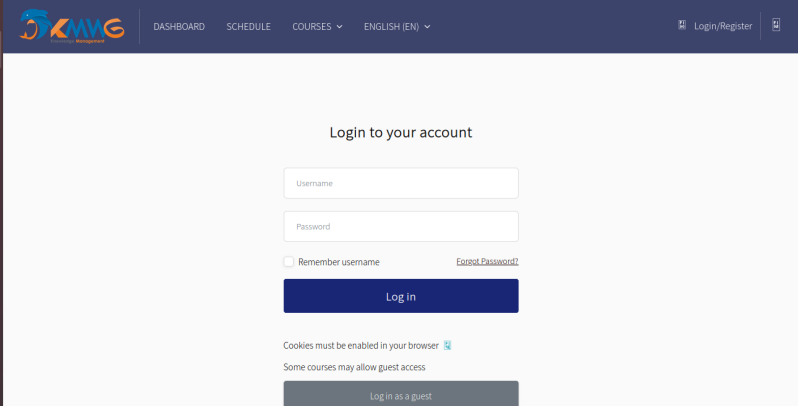 KMWG
Knowledge Management
DASHBOARD
SCHEDULE
COURSES
ENGLISH (EN)
Login/Register
Login to your account
Username
Password
Remember username
Forgot Password?
Log in
Cookies must be enabled in your browser
Some courses may allow guest access
Log in as a guest